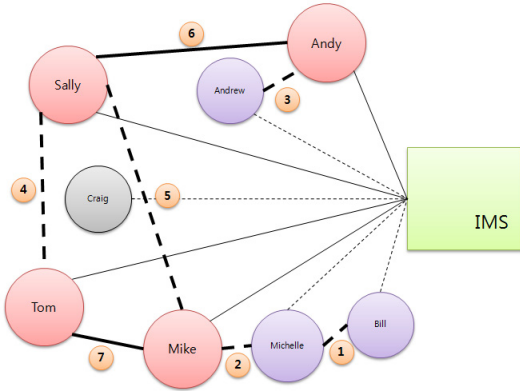 6
Andy
Sally
Andrew
3
4
Craig
5
IMS
Tom
Bill
Mike
Michelle
7
2
1